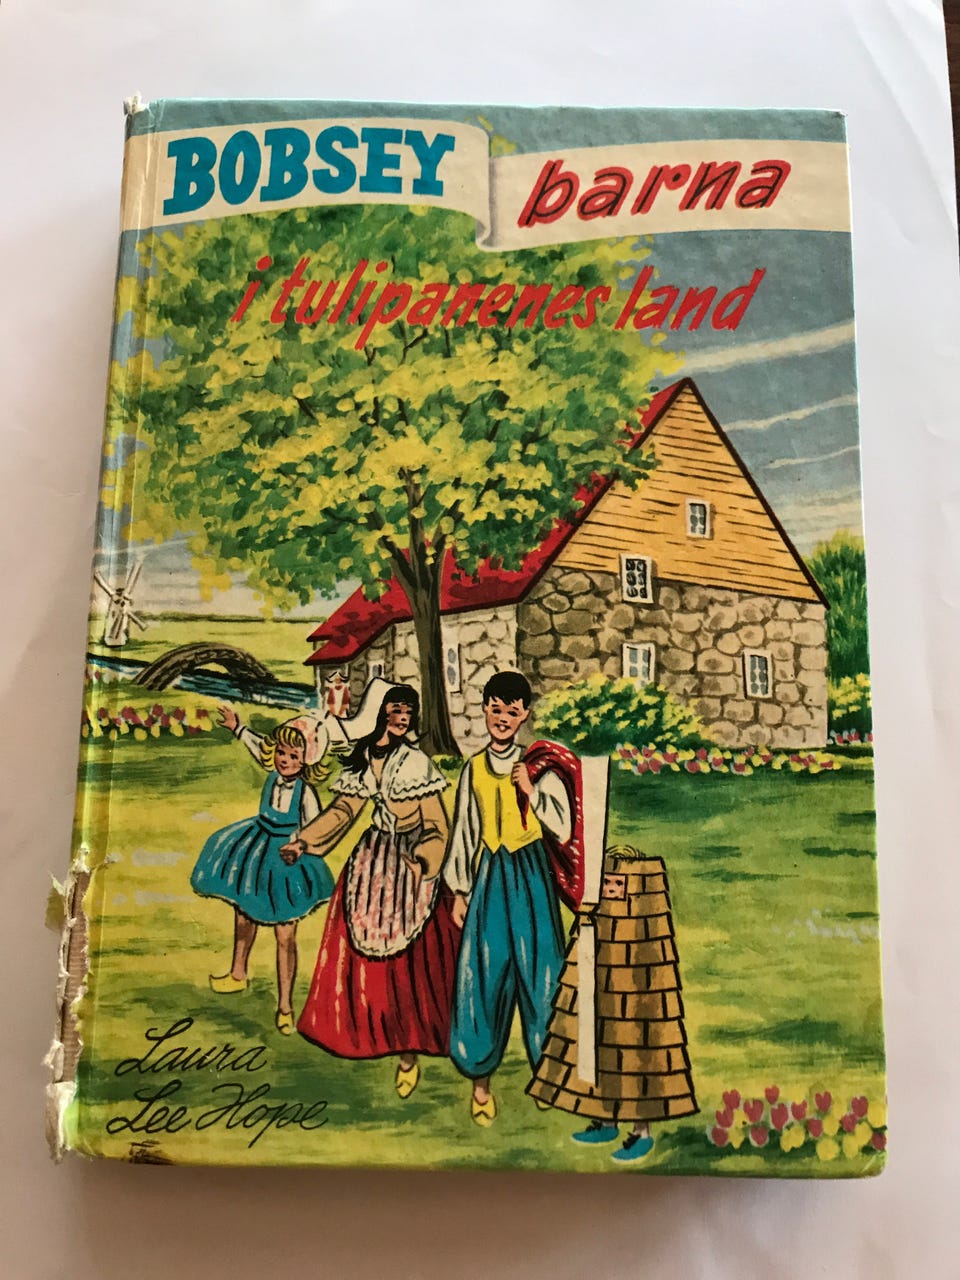 BOBSEY barna
i tulipanenes land
Laura
Lee Hope